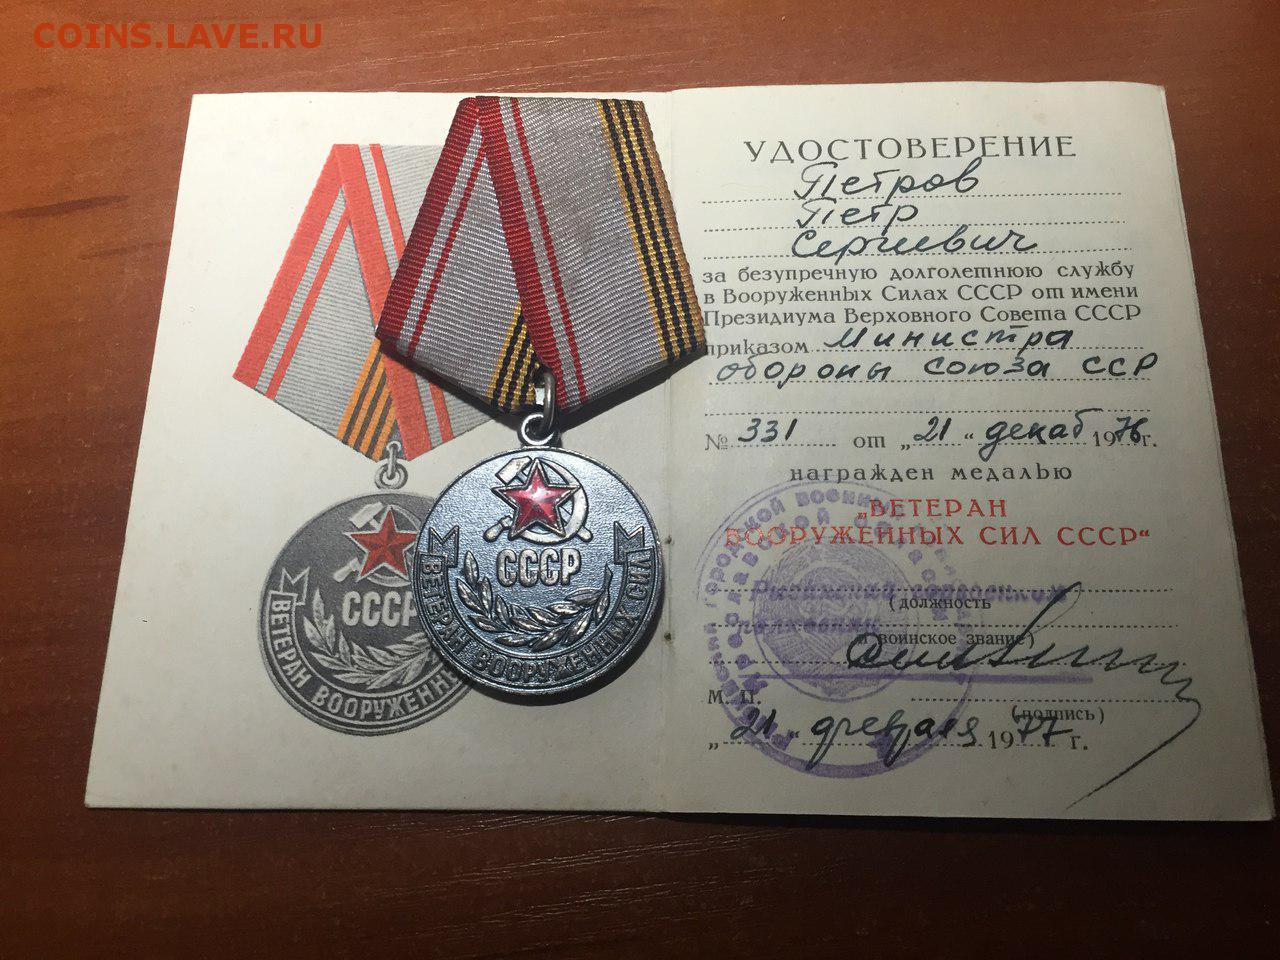 COINS.LAVE.RU
СССР
ВЕТЕРАН ВООРУЖЕНН
СССР
ВЕТЕРАН ВООРУЖЕННЫХ СИЛ
УДОСТОВЕРЕНИЕ
Петров
Петр
Сергеевич
за безупречную долголетнюю службу
в Вооруженных Силах СССР от имени
Президиума Верховного Совета СССР
приказом Министра
обороны союза ССР
№ 331 от „21“ декаб 1976 г.
награжден медалью
„ВЕТЕРАН
ВООРУЖЕННЫХ СИЛ СССР“
(должность
и воинское звание)
М. П.
(подпись)
„21“ февраля 1977 г.